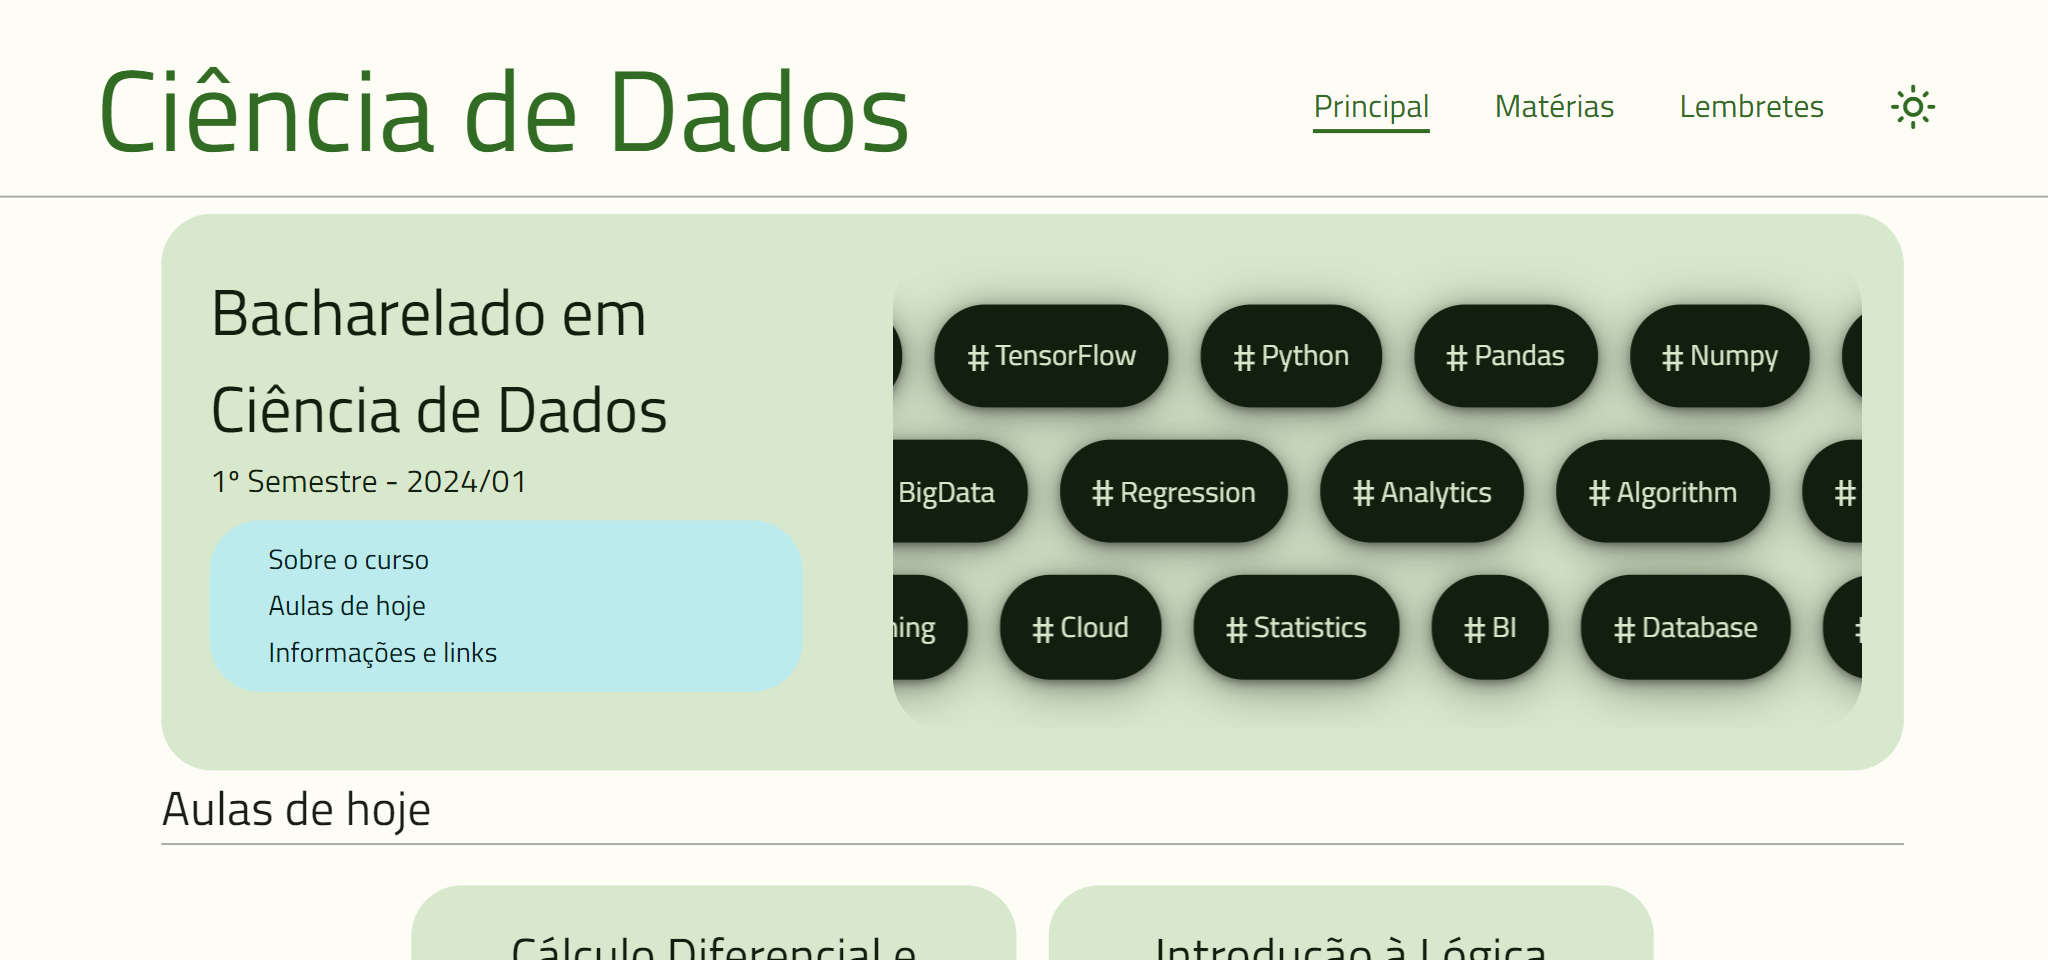 Ciência de Dados
Principal
Matérias
Lembretes
Bacharelado em
Ciência de Dados
1º Semestre - 2024/01
Sobre o curso
Aulas de hoje
Informações e links
# TensorFlow # Python # Pandas # Numpy
BigData # Regression # Analytics # Algorithm #
# Cloud # Statistics # BI # Database
Aulas de hoje
Cálculo Diferencial e
Introdução à Lógica